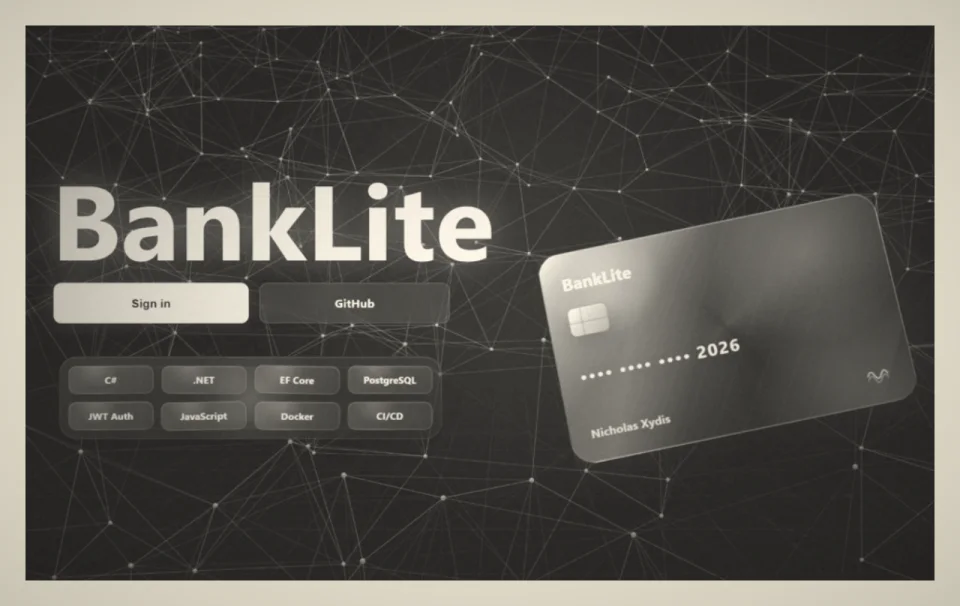 BankLite
Sign in
GitHub
C#
.NET
EF Core
PostgreSQL
JWT Auth
JavaScript
Docker
CI/CD
BankLite
•••• •••• •••• 2026
Nicholas Xydis